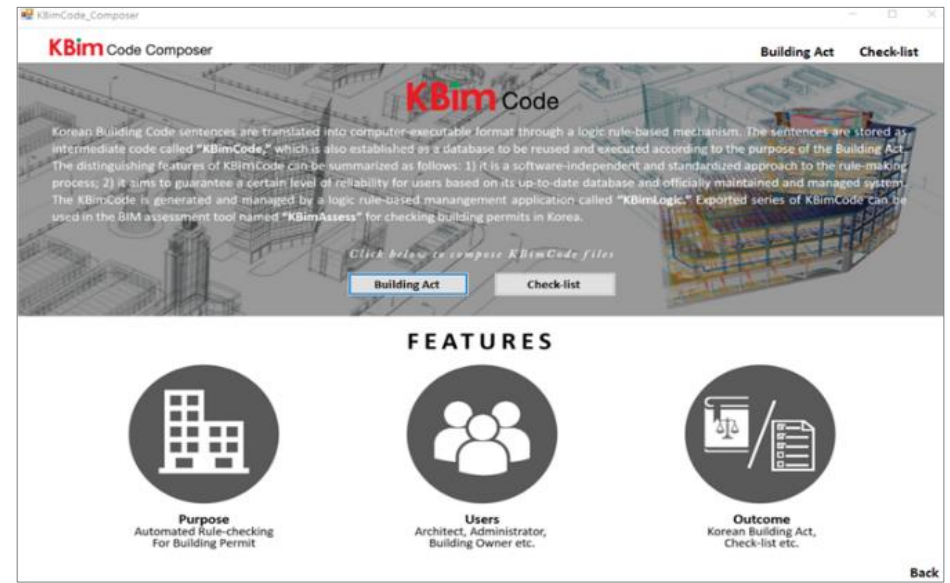 KBimCode_Composer
KBim Code Composer
Building Act Check-list
KBim Code
Korean Building Code sentences are translated into computer-executable format through a logic rule-based mechanism. The sentences are stored as
intermediate code called "KBimCode," which is also established as a database to be reused and executed according to the purpose of the Building Act.
The distinguishing features of KBimCode can be summarized as follows: 1) it is a software-independent and standardized approach to the rule-making
process; 2) it aims to guarantee a certain level of reliability for users based on its up-to-date database and officially maintained and managed system.
The KBimCode is generated and managed by a logic rule-based manangement application called "KBimLogic." Exported series of KBimCode can be
used in the BIM assessment tool named "KBimAssess" for checking building permits in Korea.
Click below to compose KBimCode files
Building Act Check-list
FEATURES
Purpose
Automated Rule-checking
For Building Permit
Users
Architect, Administrator,
Building Owner etc.
Outcome
Korean Building Act,
Check-list etc.
Back